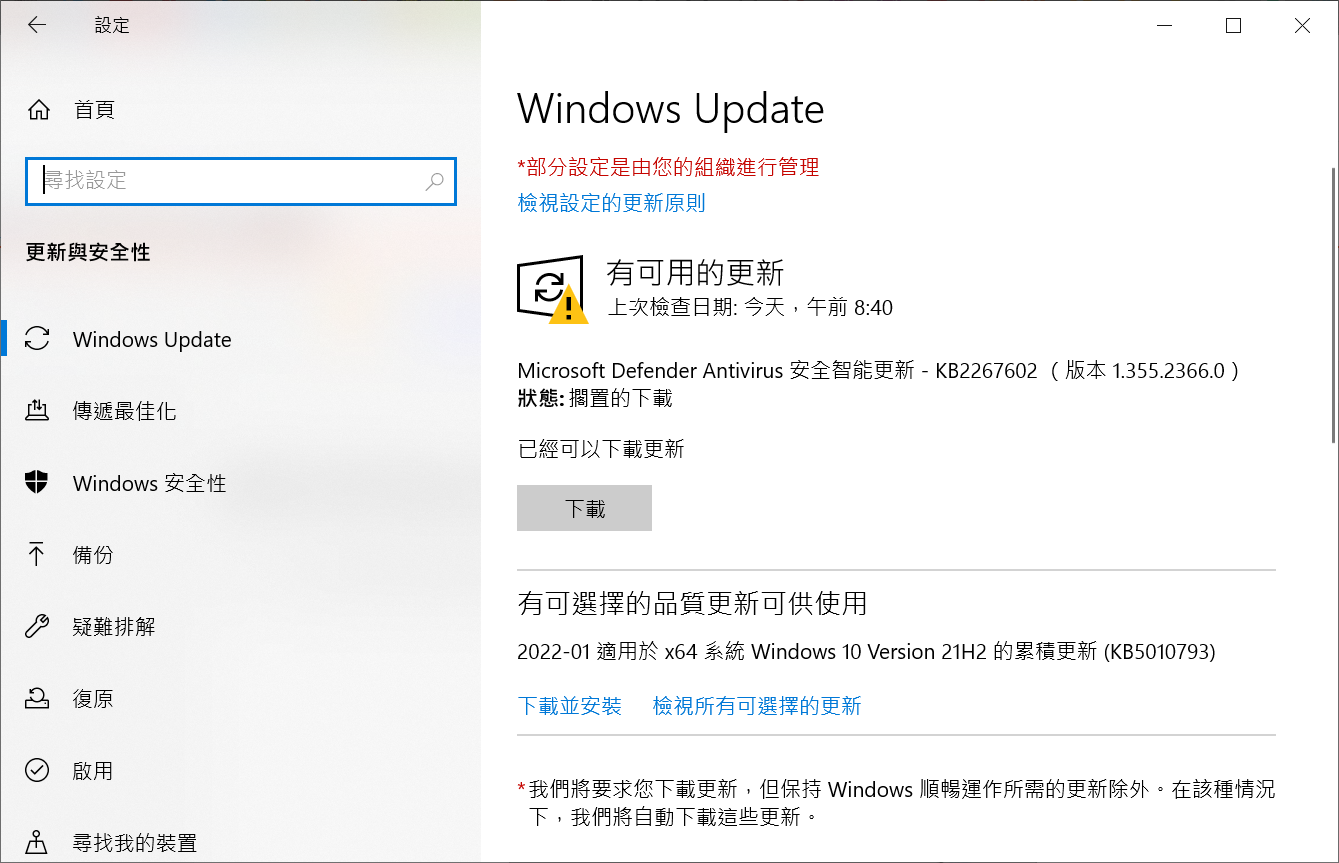 設定
首頁
尋找設定
更新與安全性
Windows Update
傳遞最佳化
Windows 安全性
備份
疑難排解
復原
啟用
尋找我的裝置
Windows Update
*部分設定是由您的組織進行管理
檢視設定的更新原則
有可用的更新
上次檢查日期: 今天，午前 8:40
Microsoft Defender Antivirus 安全智能更新 - KB2267602 （版本 1.355.2366.0）
狀態: 擱置的下載
已經可以下載更新
下載
有可選擇的品質更新可供使用
2022-01 適用於 x64 系統 Windows 10 Version 21H2 的累積更新 (KB5010793)
下載並安裝 檢視所有可選擇的更新
*我們將要求您下載更新，但保持 Windows 順暢運作所需的更新除外。在該種情況
下，我們將自動下載這些更新。